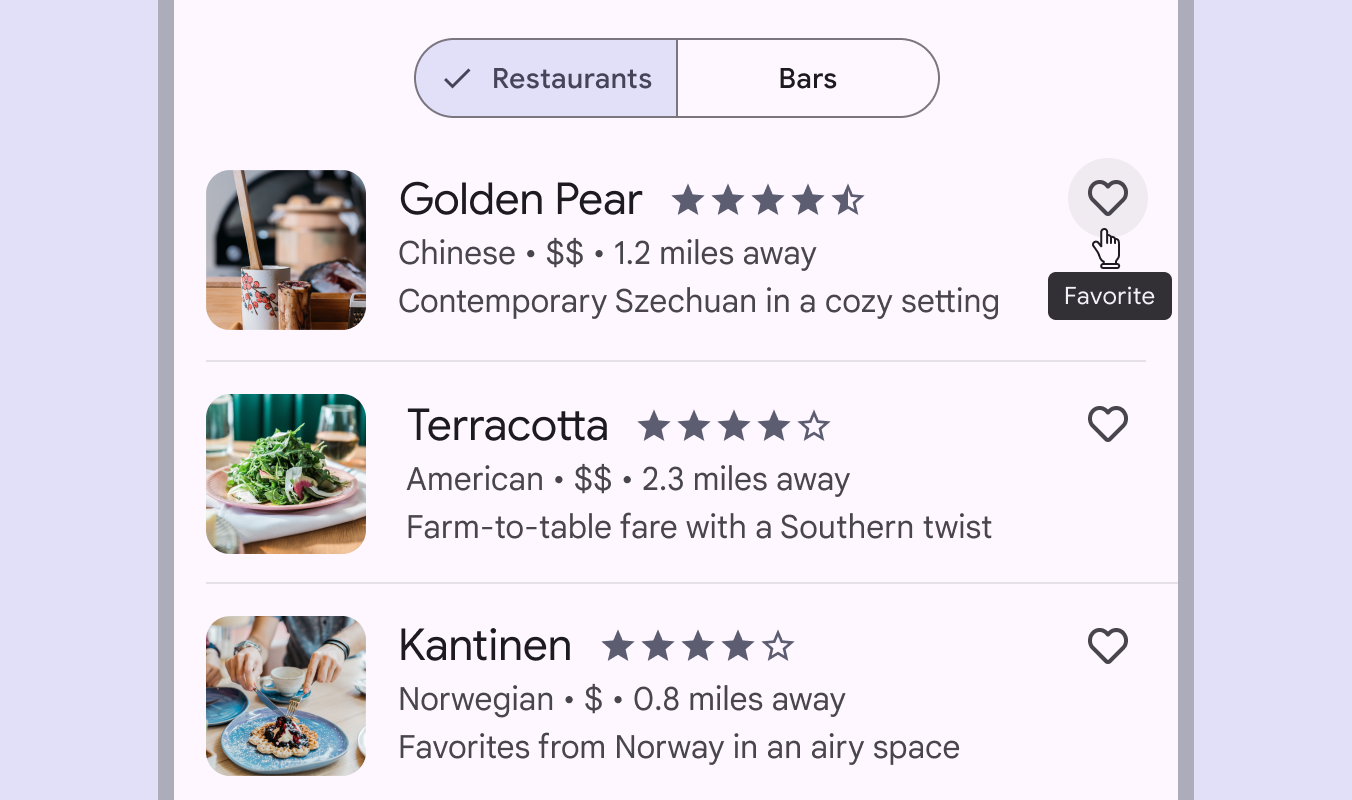 Restaurants
Bars
Golden Pear
Chinese • $$ • 1.2 miles away
Contemporary Szechuan in a cozy setting
Favorite
Terracotta
American • $$ • 2.3 miles away
Farm-to-table fare with a Southern twist
Kantinen
Norwegian • $ • 0.8 miles away
Favorites from Norway in an airy space